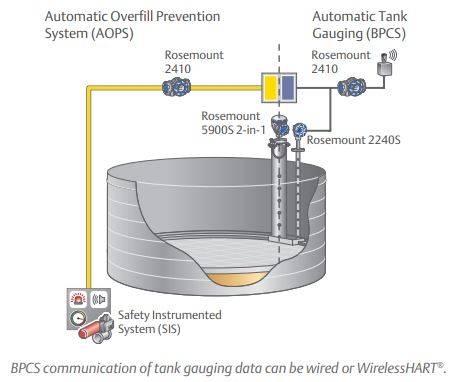 Automatic Overfill Prevention
System (AOPS)
Automatic Tank
Gauging (BPCS)
Rosemount
2410
Rosemount
2410
Rosemount
5900S 2-in-1
Rosemount 2240S
Safety Instrumented
System (SIS)
BPCS communication of tank gauging data can be wired or WirelessHART®.